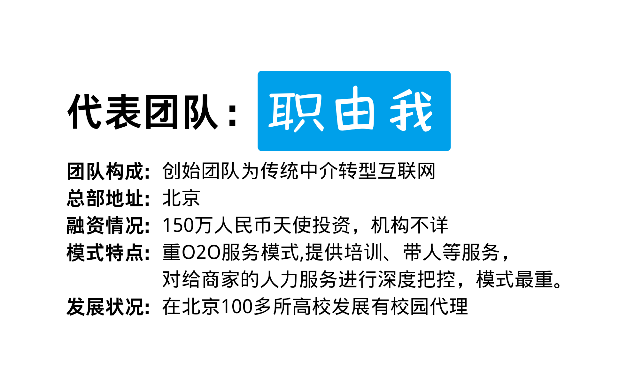 代表团队：职由我
团队构成: 创始团队为传统中介转型互联网
总部地址: 北京
融资情况: 150万人民币天使投资，机构不详
模式特点: 重O2O服务模式,提供培训、带人等服务，
对给商家的人力服务进行深度把控，模式最重。
发展状况: 在北京100多所高校发展有校园代理